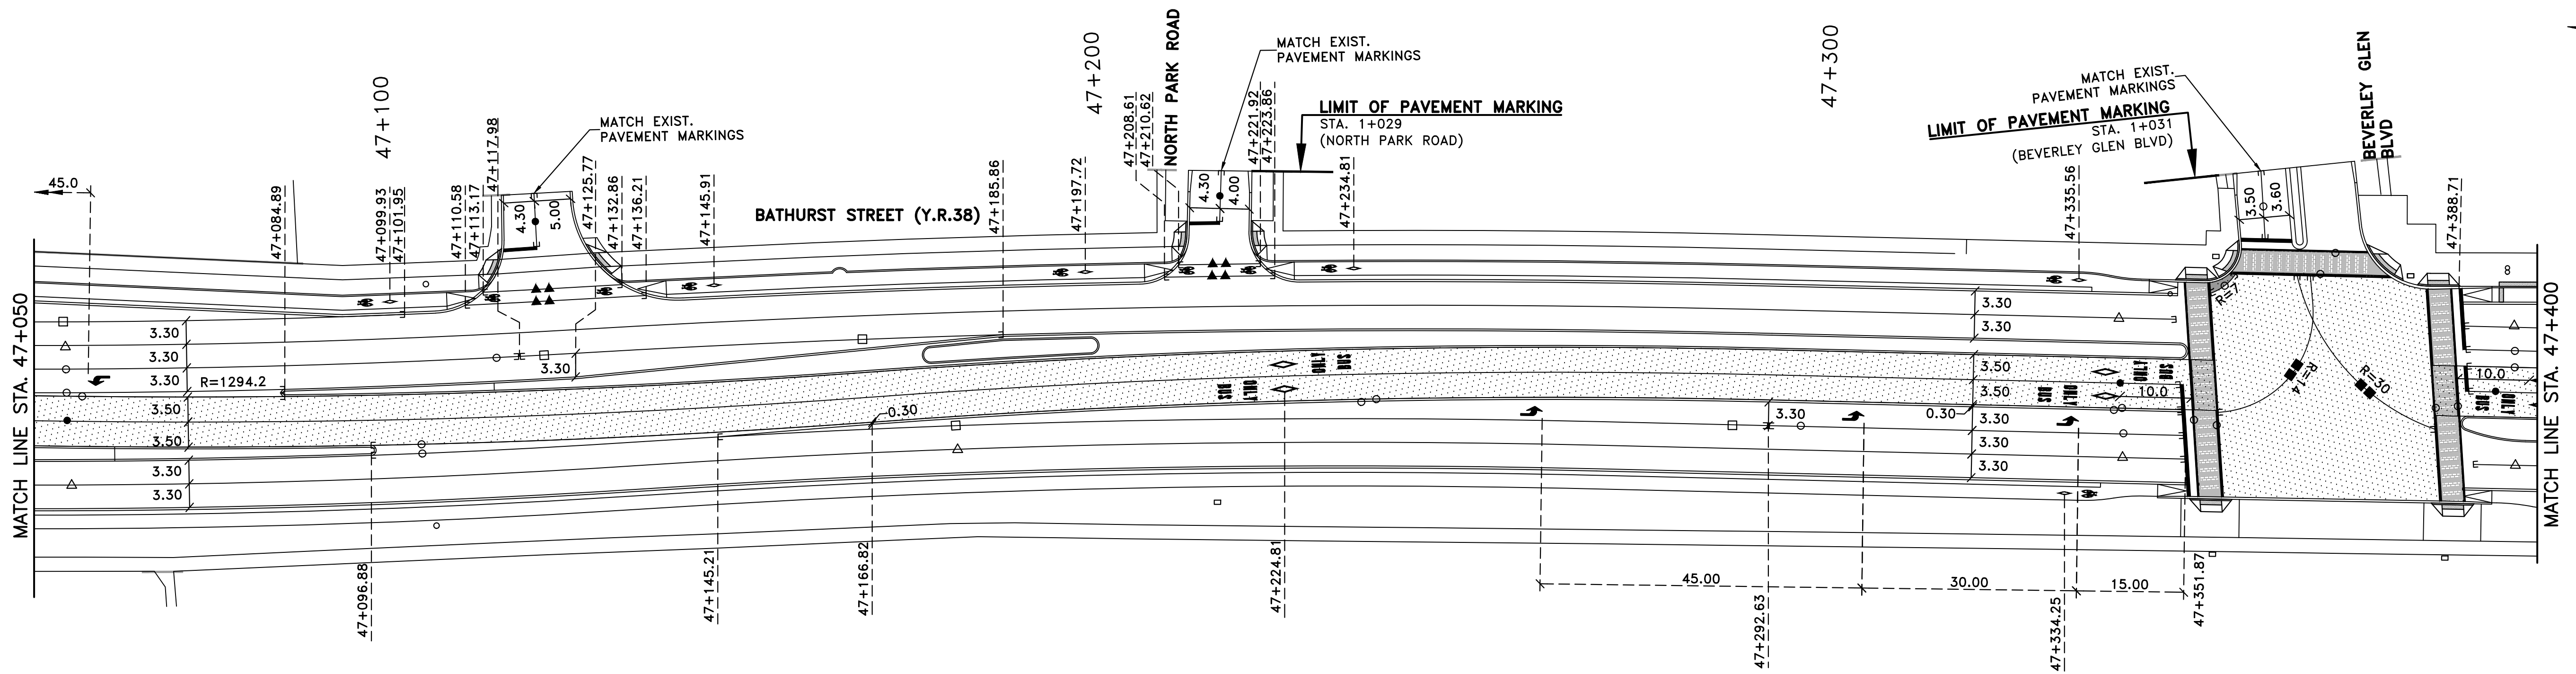 MATCH LINE STA. 47+050
45.0
47+084.89
47+100
47+099.93
47+101.95
47+110.58
47+113.17
47+117.98
MATCH EXIST.
PAVEMENT MARKINGS
4.30
5.00
47+125.77
47+132.86
47+136.21
47+145.91
BATHURST STREET (Y.R.38)
47+185.86
47+197.72
47+200
47+208.61
47+210.62
NORTH PARK ROAD
MATCH EXIST.
PAVEMENT MARKINGS
4.30
4.00
47+221.92
47+223.86
LIMIT OF PAVEMENT MARKING
STA. 1+029
(NORTH PARK ROAD)
47+234.81
47+300
MATCH EXIST.
PAVEMENT MARKINGS
LIMIT OF PAVEMENT MARKING
STA. 1+031
(BEVERLEY GLEN BLVD)
47+335.56
3.50
3.60
BEVERLEY GLEN
BLVD
47+388.71
8
3.30
3.30
3.30
R=1294.2
3.50
3.50
3.30
3.30
3.30
0.30
ONLY
BUS
BUS
ONLY
3.30
3.30
3.30
3.50
3.50
0.30
3.30
3.30
3.30
ONLY
BUS
BUS
ONLY
10.0
R=7
R=14
R=30
10.0
BUS
ONLY
47+096.88
47+145.21
47+166.82
47+224.81
45.00
47+292.63
30.00
47+334.25
15.00
47+351.87
MATCH LINE STA. 47+400